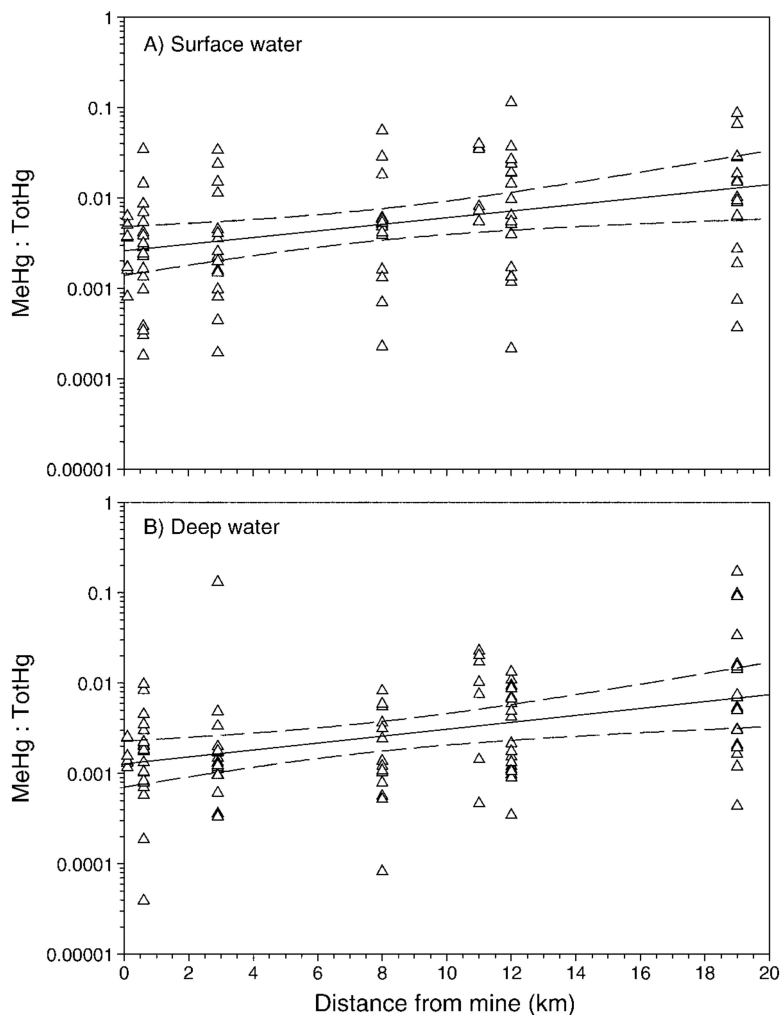 1
A) Surface water
0.1
0.01
MeHg : TotHg
0.001
0.0001
0.00001
1
B) Deep water
0.1
0.01
MeHg : TotHg
0.001
0.0001
0.00001
0 2 4 6 8 10 12 14 16 18 20
Distance from mine (km)